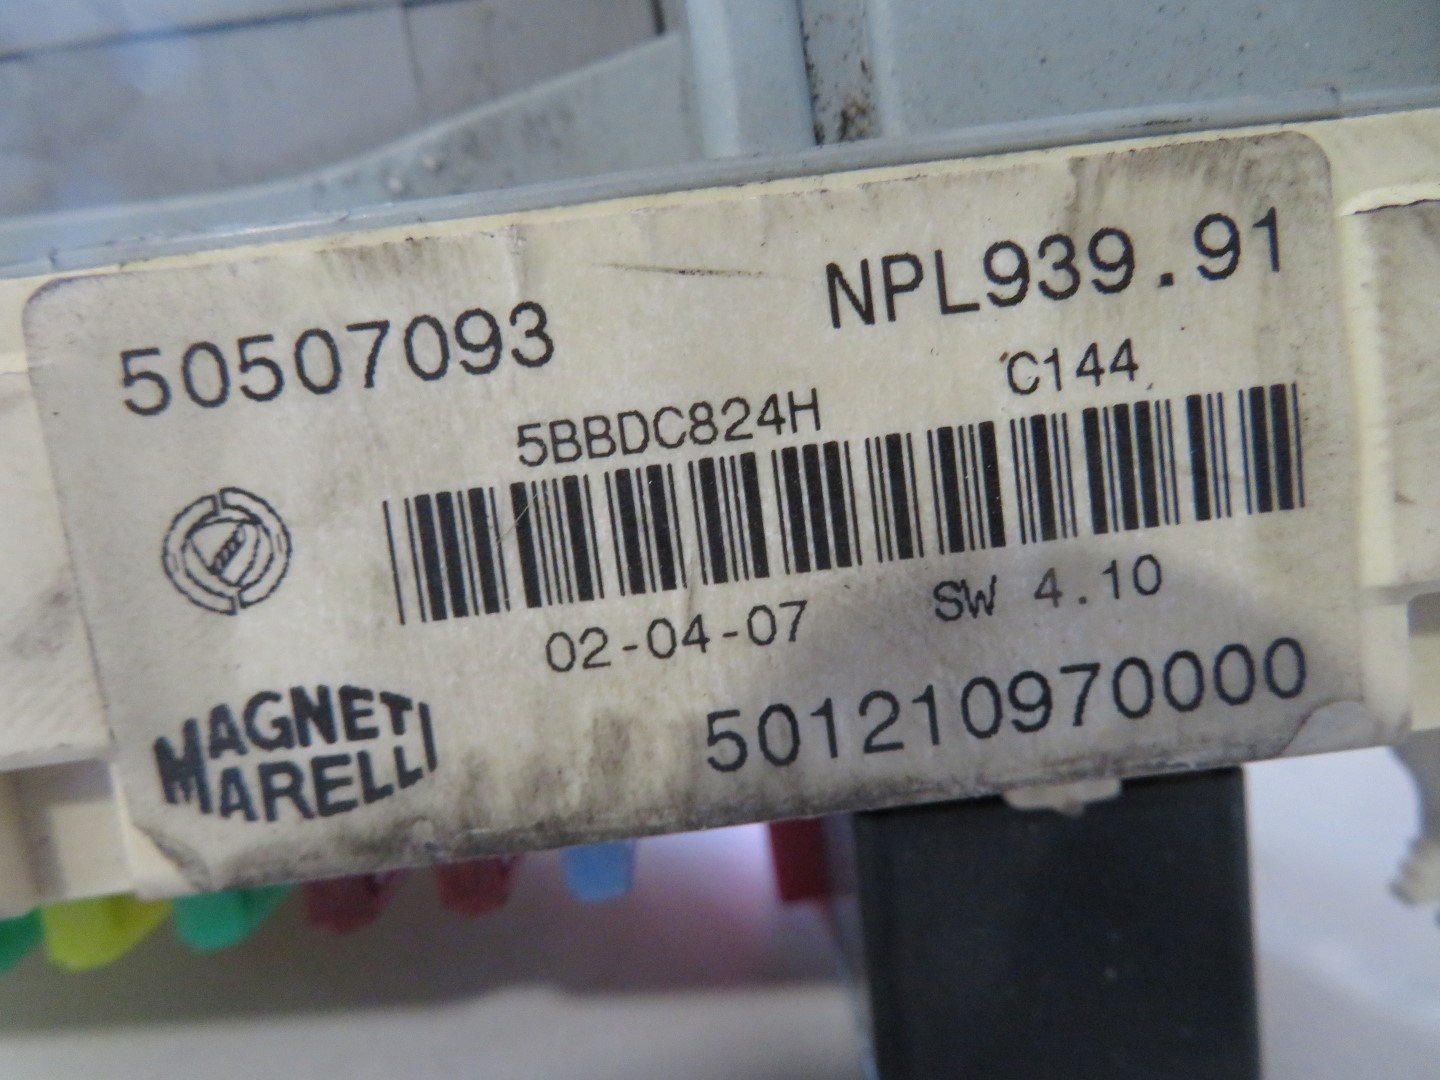 50507093 NPL939.91
5BBDC824H C144
02-04-07 SW 4.10
MAGNETI
MARELLI
501210970000